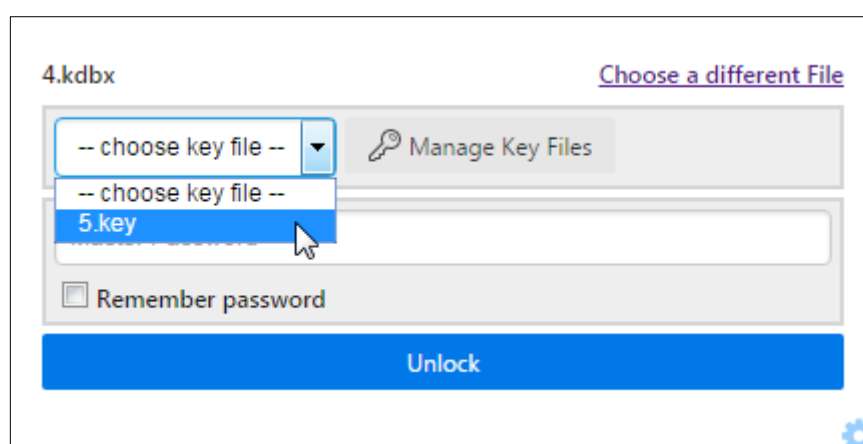 4.kdbx Choose a different File
-- choose key file -- Manage Key Files
-- choose key file --
5.key
Remember password
Unlock